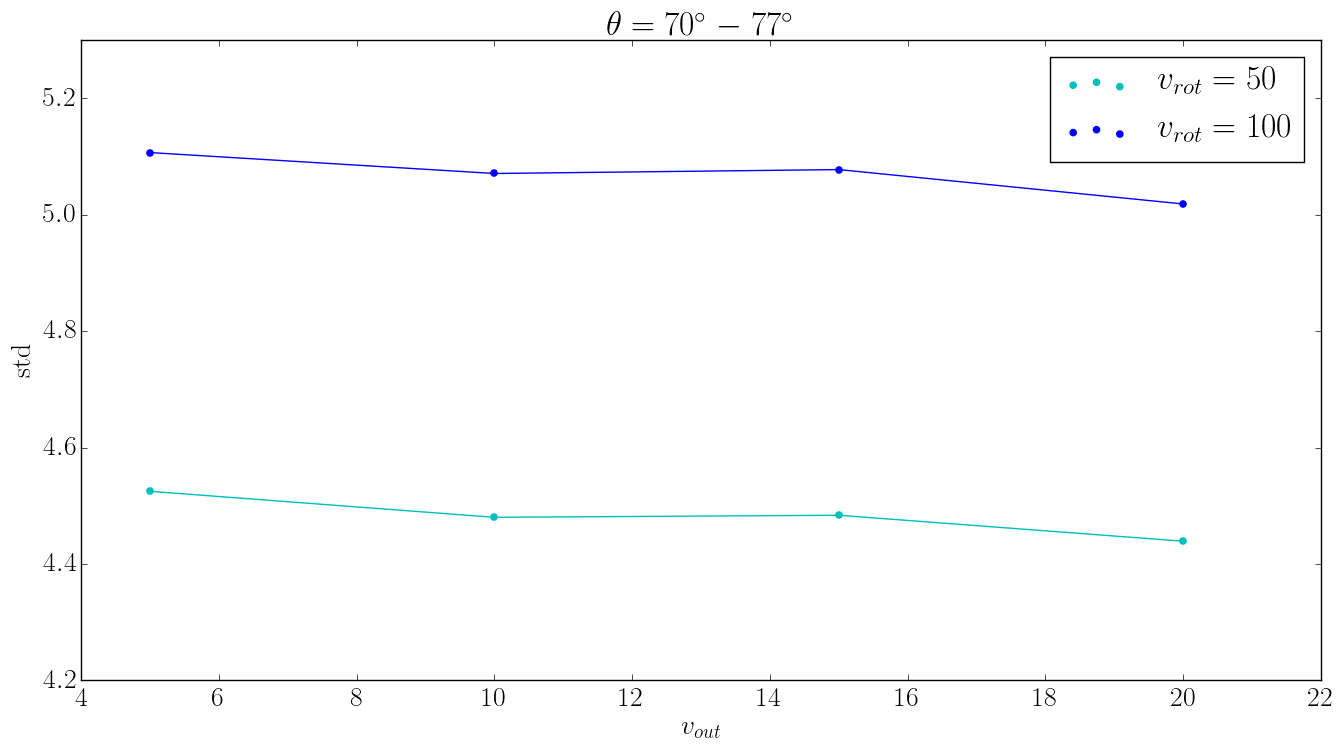 θ = 70° − 77°
v_rot = 50
v_rot = 100
std
5.2
5.0
4.8
4.6
4.4
4.2
4 6 8 10 12 14 16 18 20 22
v_out